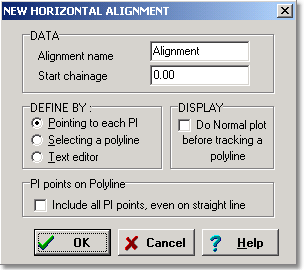 NEW HORIZONTAL ALIGNMENT
DATA
Alignment name
Alignment
Start chainage
0.00
DEFINE BY :
Pointing to each PI
Selecting a polyline
Text editor
DISPLAY
Do Normal plot
before tracking a
polyline
PI points on Polyline
Include all PI points, even on straight line
OK
Cancel
Help